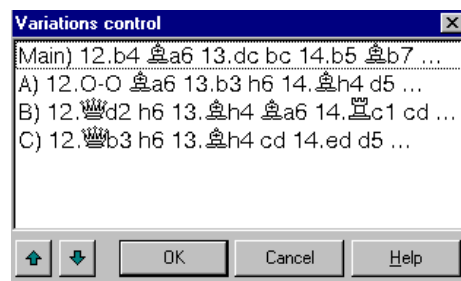 Variations control
Main) 12.b4 ♗a6 13.dc bc 14.b5 ♗b7 ...
A) 12.O-O ♗a6 13.b3 h6 14.♗h4 d5 ...
B) 12.♕d2 h6 13.♗h4 ♗a6 14.♖c1 cd ...
C) 12.♕b3 h6 13.♗h4 cd 14.ed d5 ...
OK Cancel Help